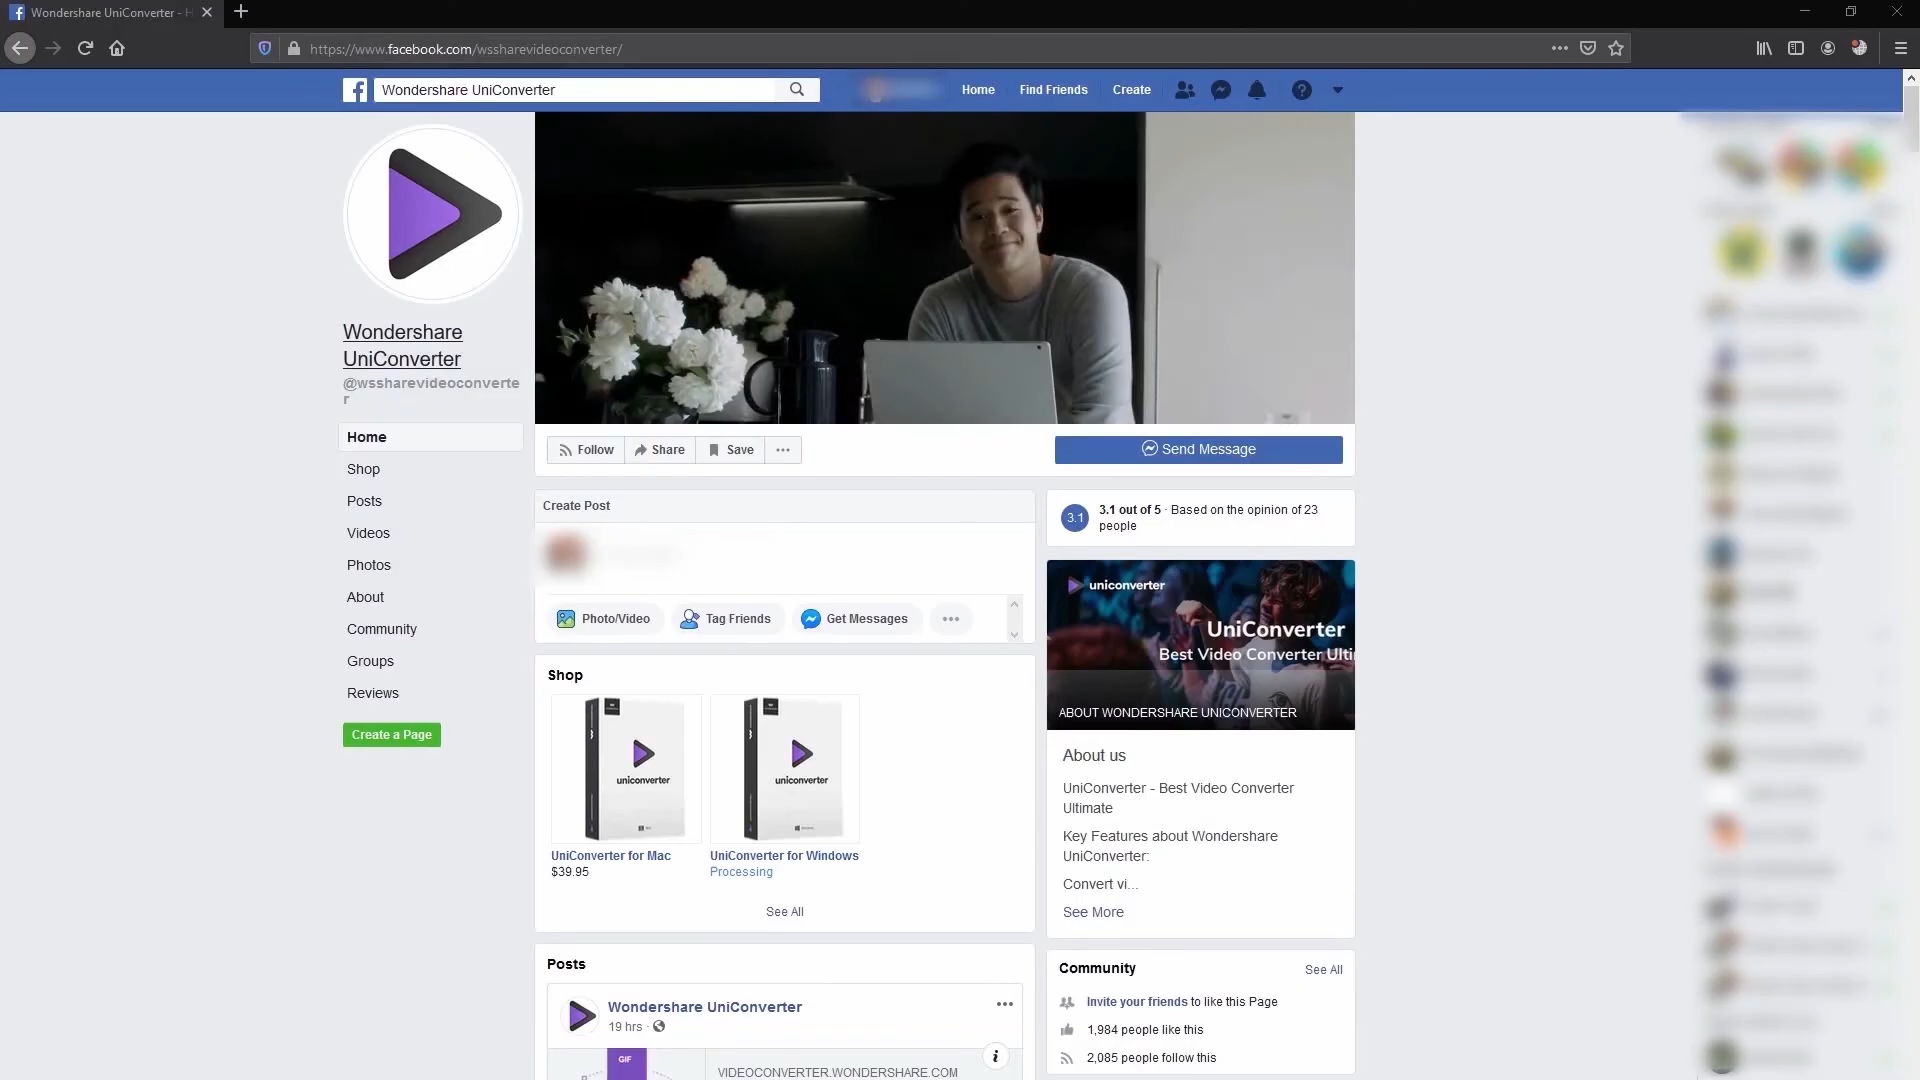 Wondershare UniConverter - H
https://www.facebook.com/wssharevideoconverter/
Wondershare UniConverter
Home
Find Friends
Create
Wondershare
UniConverter
@wssharevideoconverte
r
Home
Shop
Posts
Videos
Photos
About
Community
Groups
Reviews
Create a Page
Follow
Share
Save
Send Message
Create Post
Photo/Video
Tag Friends
Get Messages
Shop
uniconverter
uniconverter
UniConverter for Mac
$39.95
UniConverter for Windows
Processing
See All
Posts
Wondershare UniConverter
19 hrs ·
GIF
VIDEOCONVERTER.WONDERSHARE.COM
3.1
3.1 out of 5 · Based on the opinion of 23
people
uniconverter
UniConverter
Best Video Converter Ulti
ABOUT WONDERSHARE UNICONVERTER
About us
UniConverter - Best Video Converter
Ultimate
Key Features about Wondershare
UniConverter:
Convert vi...
See More
Community
See All
Invite your friends to like this Page
1,984 people like this
2,085 people follow this